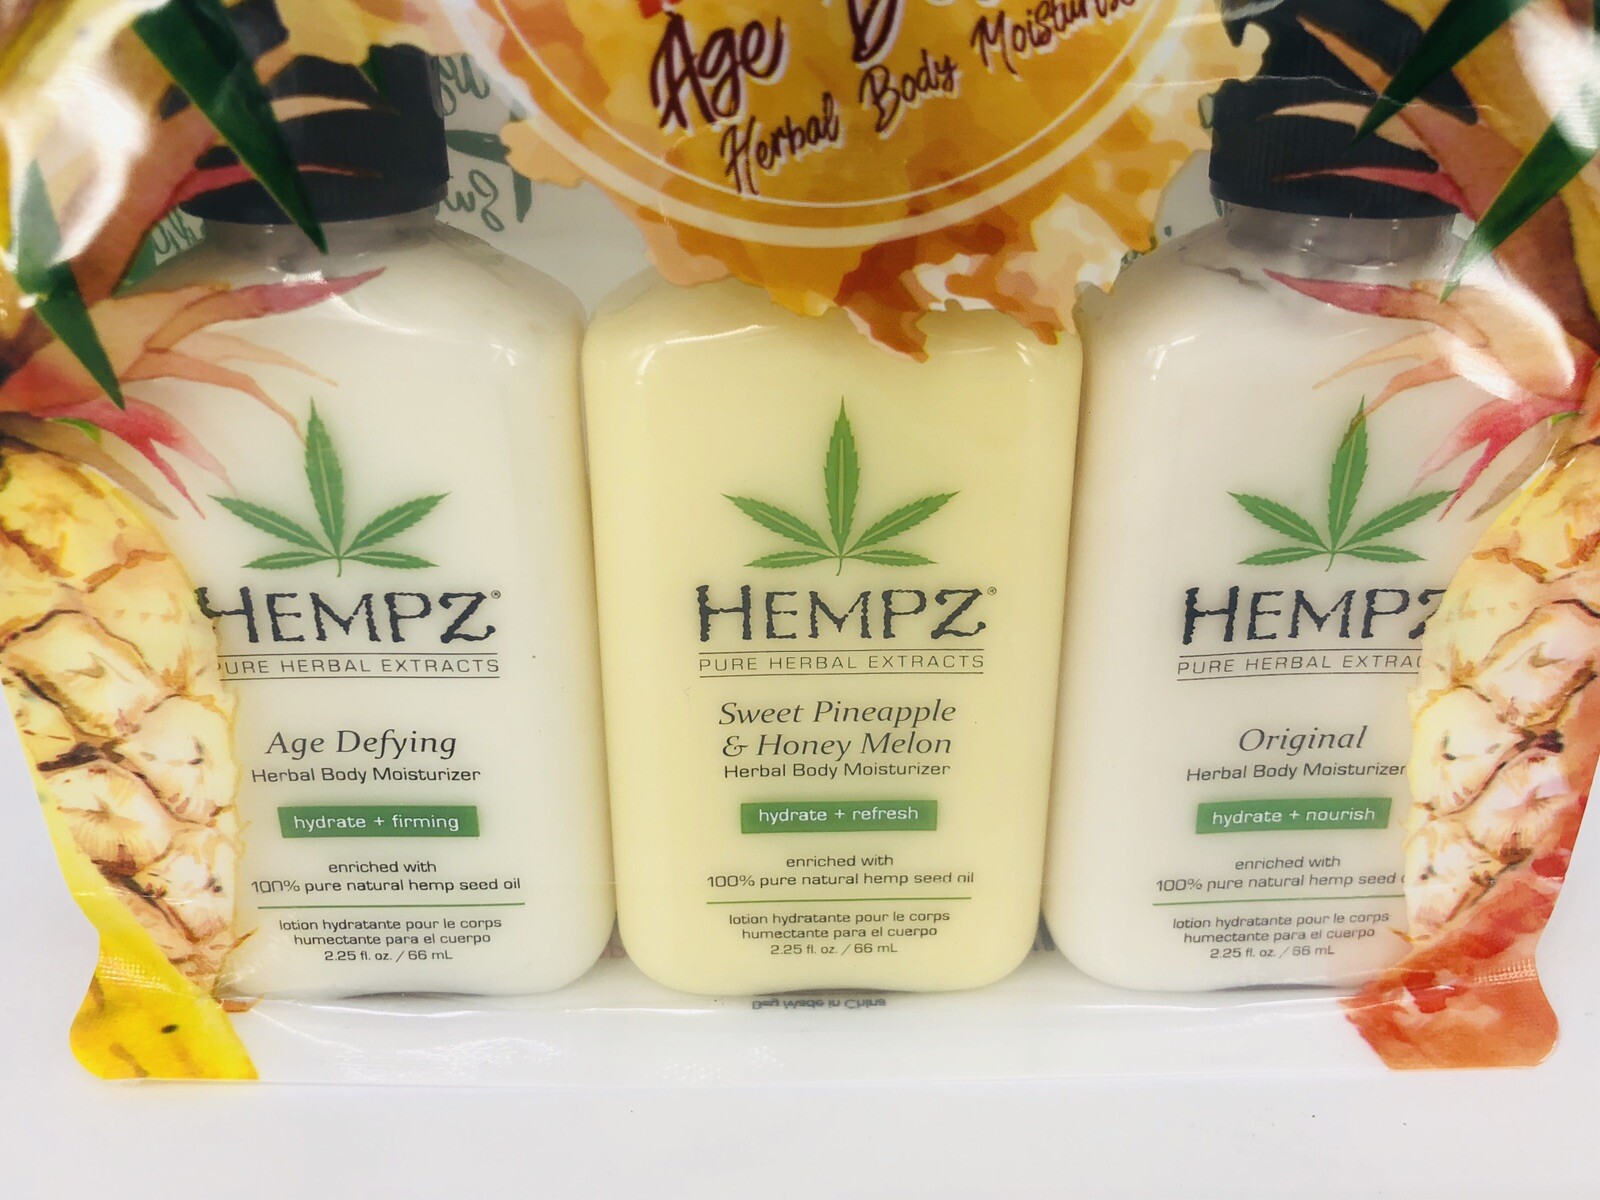 Age
Herbal Body
HEMPZ®
PURE HERBAL EXTRACTS
Age Defying
Herbal Body Moisturizer
hydrate + firming
enriched with
100% pure natural hemp seed oil
lotion hydratante pour le corps
humectante para el cuerpo
2.25 fl. oz. / 66 mL
HEMPZ®
PURE HERBAL EXTRACTS
Sweet Pineapple
& Honey Melon
Herbal Body Moisturizer
hydrate + refresh
enriched with
100% pure natural hemp seed oil
lotion hydratante pour le corps
humectante para el cuerpo
2.25 fl. oz. / 66 mL
HEMPZ
PURE HERBAL
Original
Herbal Body Moisturizer
hydrate + nourish
enriched with
100% pure natural hemp seed
lotion hydratante pour le corps
humectante para el cuerpo
2.25 fl. oz. / 66 mL
Bag Made in China